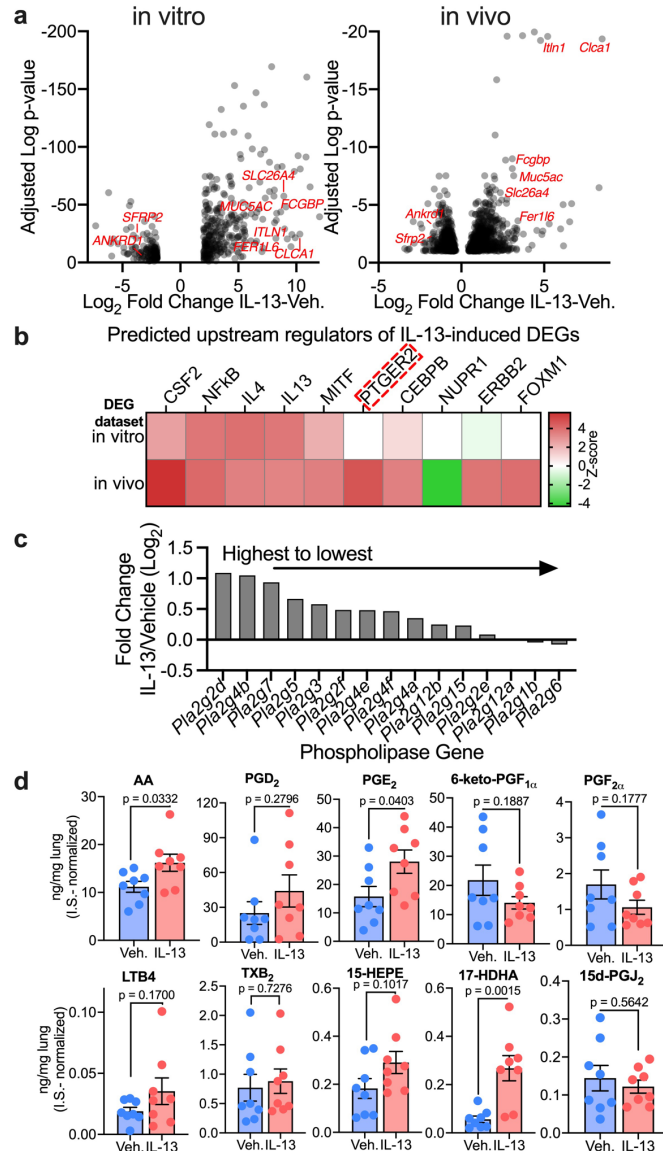 a
in vitro
in vivo
Adjusted Log p-value
-200
-150
-100
-50
0
SLC26A4
MUC5AC
FCGBP
SFRP2
ANKRD1
ITLN1
FER1L6
CLCA1
-5
0
5
10
Log2 Fold Change IL-13-Veh.
Adjusted Log p-value
-20
-15
-10
-5
0
Itln1
Clca1
Fcgbp
Muc5ac
Slc26a4
Ankrd1
Fer1l6
Sfrp2
-5
0
5
Log2 Fold Change IL-13-Veh.
b
Predicted upstream regulators of IL-13-induced DEGs
CSF2
NFkB
IL4
IL13
MITF
PTGER2
CEBPB
NUPR1
ERBB2
FOXM1
DEG
dataset
in vitro
in vivo
4
2
0
-2
-4
Z-score
c
Fold Change
IL-13/Vehicle (Log2)
1.5
1.0
0.5
0.0
-0.5
Highest to lowest
Pla2g2d
Pla2g4b
Pla2g7
Pla2g5
Pla2g3
Pla2g2f
Pla2g4e
Pla2g4f
Pla2g4a
Pla2g12b
Pla2g15
Pla2g2e
Pla2g12a
Pla2g1b
Pla2g6
Phospholipase Gene
d
ng/mg lung
(I.S.- normalized)
AA
p = 0.0332
30
20
10
0
Veh. IL-13
PGD2
p = 0.2796
120
90
60
30
0
Veh. IL-13
PGE2
p = 0.0403
50
40
30
20
10
0
Veh. IL-13
6-keto-PGF1α
p = 0.1887
50
40
30
20
10
0
Veh. IL-13
PGF2α
p = 0.1777
4
3
2
1
0
Veh. IL-13
ng/mg lung
(I.S.- normalized)
LTB4
p = 0.1700
0.10
0.05
0.00
Veh. IL-13
TXB2
p = 0.7276
2.5
2.0
1.5
1.0
0.5
0.0
Veh. IL-13
15-HEPE
p = 0.1017
0.6
0.4
0.2
0.0
Veh. IL-13
17-HDHA
p = 0.0015
0.6
0.4
0.2
0.0
Veh. IL-13
15d-PGJ2
p = 0.5642
0.4
0.3
0.2
0.1
0.0
Veh. IL-13